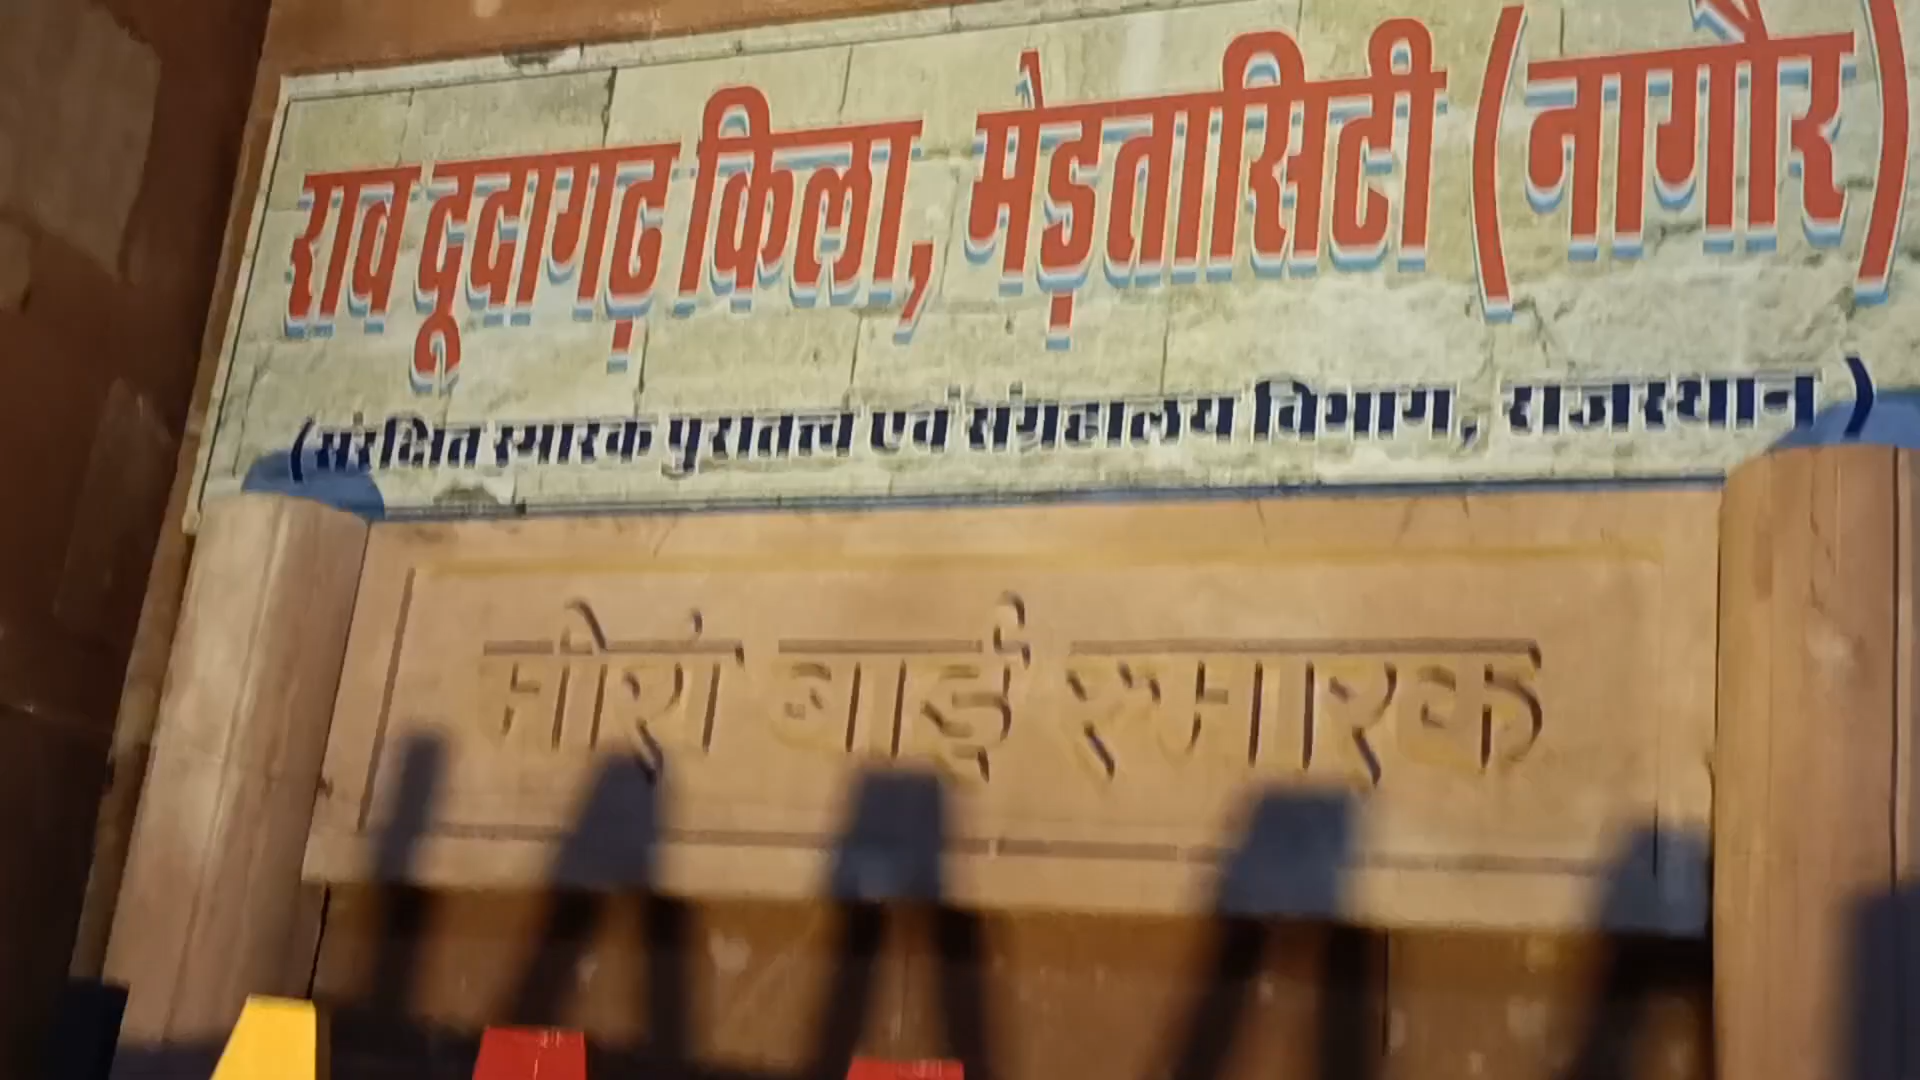 राव दूदागढ़ किला, मेड़तासिटी (नागौर)
(संरक्षित स्मारक पुरातत्व एवं संग्रहालय विभाग, राजस्थान)
मीरां बाई स्मारक